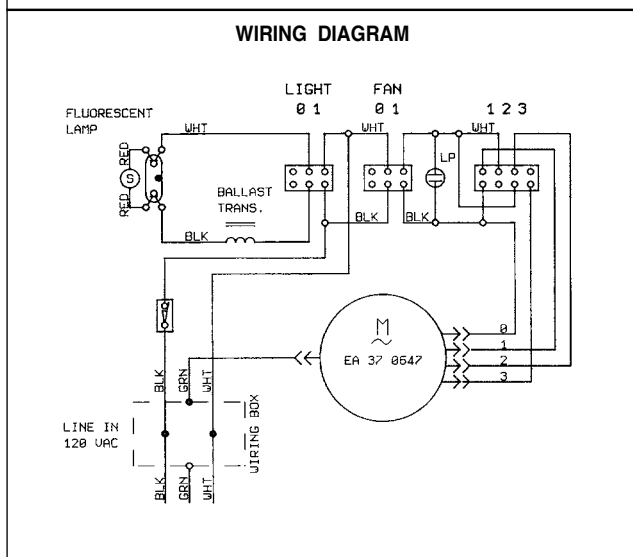 WIRING DIAGRAM
LIGHT FAN
0 1 0 1 1 2 3
FLUORESCENT
LAMP
WHT WHT WHT
RED
S
RED
LP
BALLAST
TRANS.
BLK BLK BLK
M
~
EA 37 0647
0
1
2
3
BLK GRN WHT
LINE IN
120 VAC
WIRING BOX
BLK GRN WHT